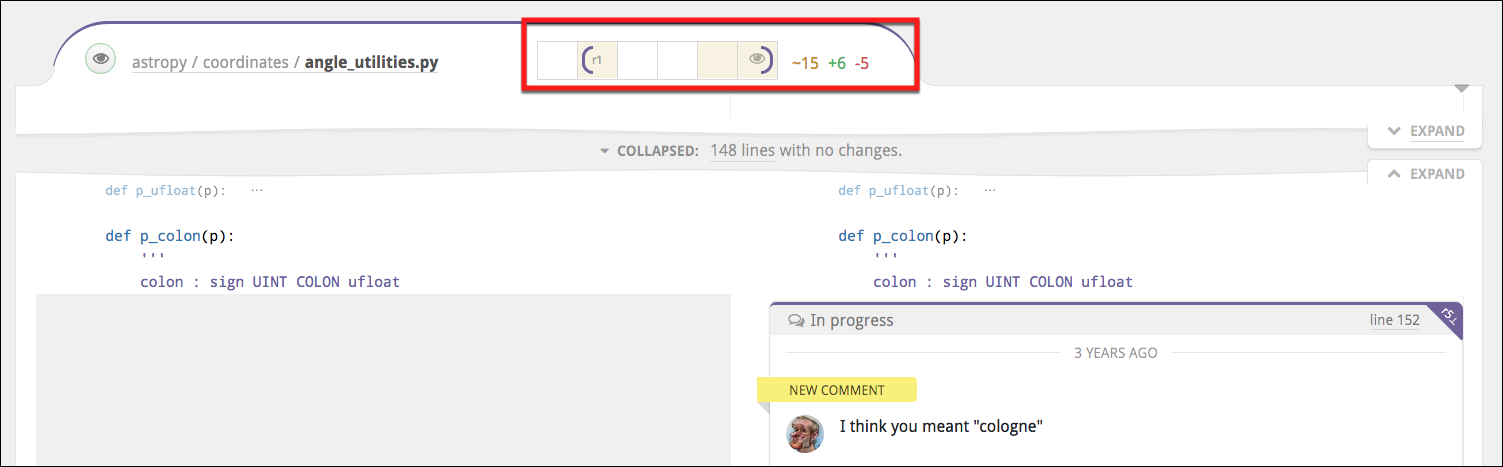 astropy / coordinates / angle_utilities.py r1 ~15 +6 -5
EXPAND
COLLAPSED: 148 lines with no changes.
EXPAND
def p_ufloat(p): ...
def p_ufloat(p): ...
def p_colon(p):
'''
colon : sign UINT COLON ufloat
def p_colon(p):
'''
colon : sign UINT COLON ufloat
In progress line 152 r5⊥
3 YEARS AGO
NEW COMMENT
I think you meant "cologne"